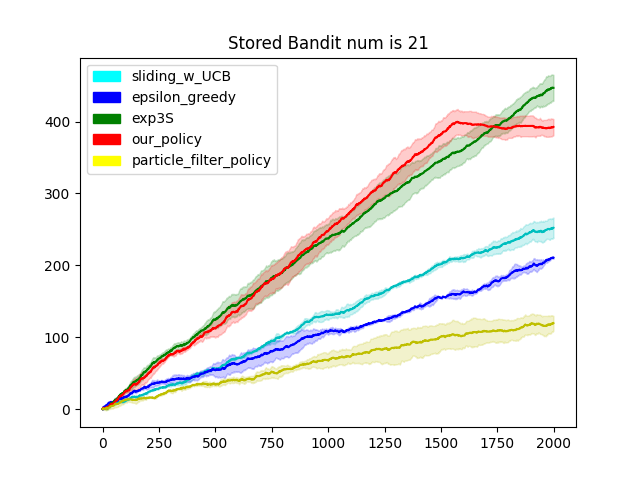 Stored Bandit num is 21
sliding_w_UCB
epsilon_greedy
exp3S
our_policy
particle_filter_policy
400
300
200
100
0
0 250 500 750 1000 1250 1500 1750 2000